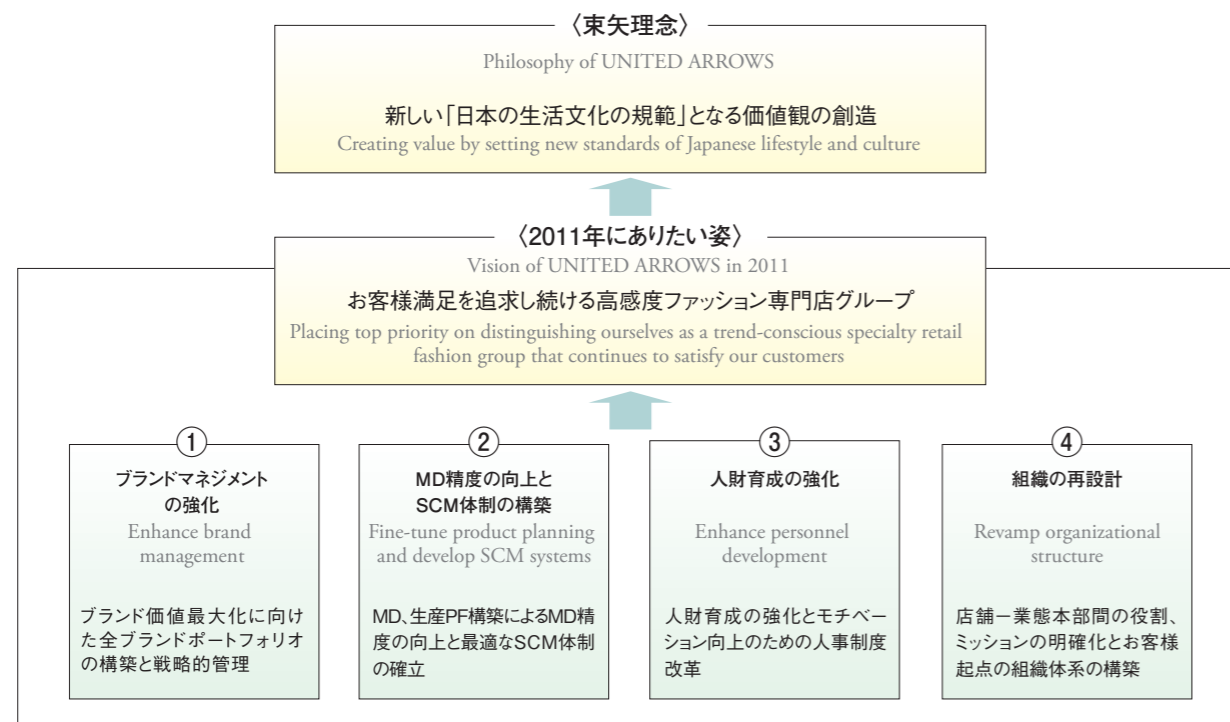 〈束矢理念〉
Philosophy of UNITED ARROWS
新しい「日本の生活文化の規範」となる価値観の創造
Creating value by setting new standards of Japanese lifestyle and culture
〈2011年にありたい姿〉
Vision of UNITED ARROWS in 2011
お客様満足を追求し続ける高感度ファッション専門店グループ
Placing top priority on distinguishing ourselves as a trend-conscious specialty retail
fashion group that continues to satisfy our customers
①
ブランドマネジメント
の強化
Enhance brand
management
ブランド価値最大化に向け
た全ブランドポートフォリオ
の構築と戦略的管理
②
MD精度の向上と
SCM体制の構築
Fine-tune product planning
and develop SCM systems
MD、生産PF構築によるMD精
度の向上と最適なSCM体制
の確立
③
人財育成の強化
Enhance personnel
development
人財育成の強化とモチベー
ション向上のための人事制度
改革
④
組織の再設計
Revamp organizational
structure
店舗－業態本部間の役割、
ミッションの明確化とお客様
起点の組織体系の構築